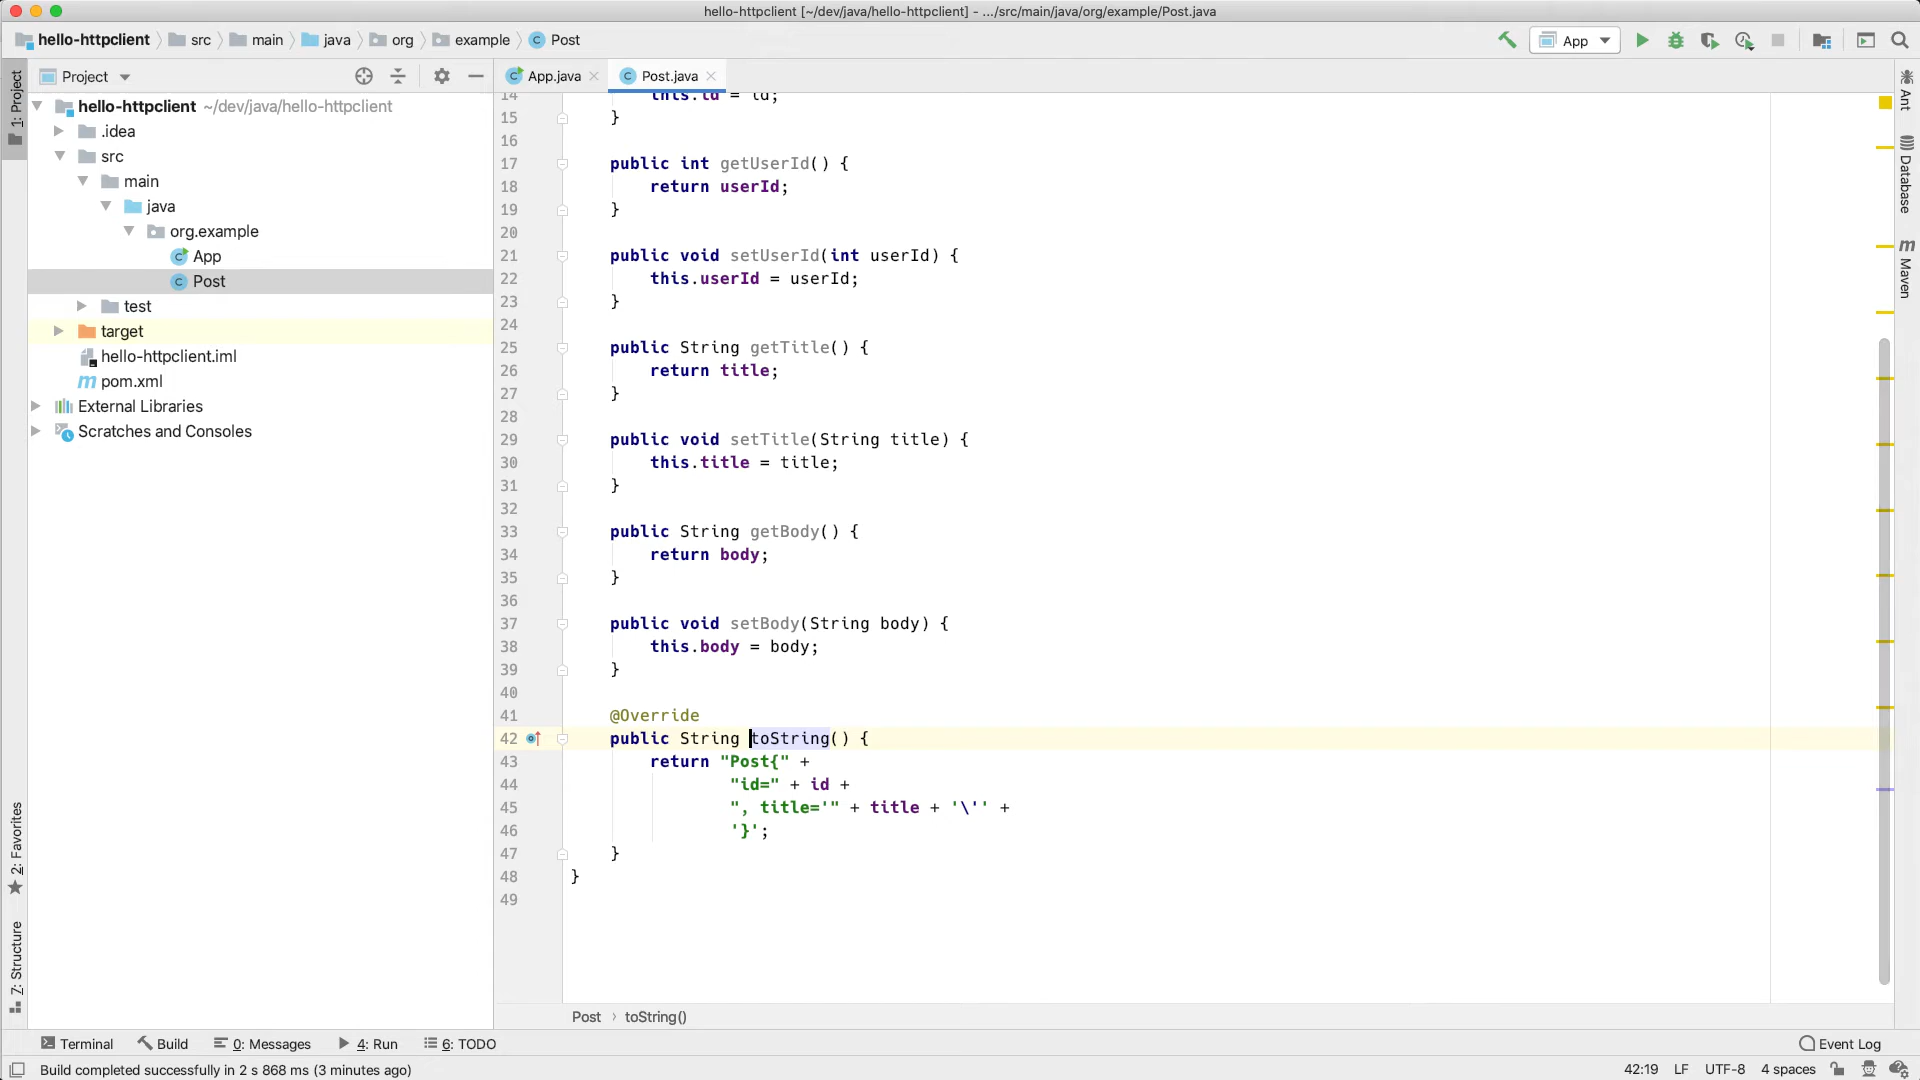 hello-httpclient [~/dev/java/hello-httpclient] - .../src/main/java/org/example/Post.java
hello-httpclient src main java org example Post
App
1: Project
Project
hello-httpclient ~/dev/java/hello-httpclient
.idea
src
main
java
org.example
App
Post
test
target
hello-httpclient.iml
pom.xml
External Libraries
Scratches and Consoles
2: Favorites
7: Structure
App.java
Post.java
14 this.id = id;
15 }
16
17 public int getUserId() {
18 return userId;
19 }
20
21 public void setUserId(int userId) {
22 this.userId = userId;
23 }
24
25 public String getTitle() {
26 return title;
27 }
28
29 public void setTitle(String title) {
30 this.title = title;
31 }
32
33 public String getBody() {
34 return body;
35 }
36
37 public void setBody(String body) {
38 this.body = body;
39 }
40
41 @Override
42 public String toString() {
43 return "Post{" +
44 "id=" + id +
45 ", title='" + title + '\'' +
46 '}';
47 }
48 }
49
Post toString()
Ant
Database
m Maven
Terminal Build 0: Messages 4: Run 6: TODO Event Log
Build completed successfully in 2 s 868 ms (3 minutes ago) 42:19 LF UTF-8 4 spaces